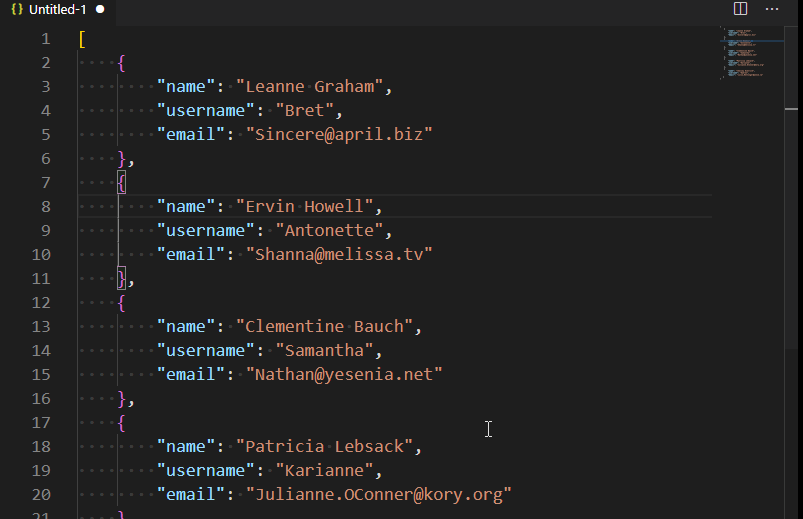 {} Untitled-1 ●
1 [
2 {
3 "name": "Leanne Graham",
4 "username": "Bret",
5 "email": "Sincere@april.biz"
6 },
7 {
8 "name": "Ervin Howell",
9 "username": "Antonette",
10 "email": "Shanna@melissa.tv"
11 },
12 {
13 "name": "Clementine Bauch",
14 "username": "Samantha",
15 "email": "Nathan@yesenia.net"
16 },
17 {
18 "name": "Patricia Lebsack",
19 "username": "Karianne",
20 "email": "Julianne.OConner@kory.org"
21 }